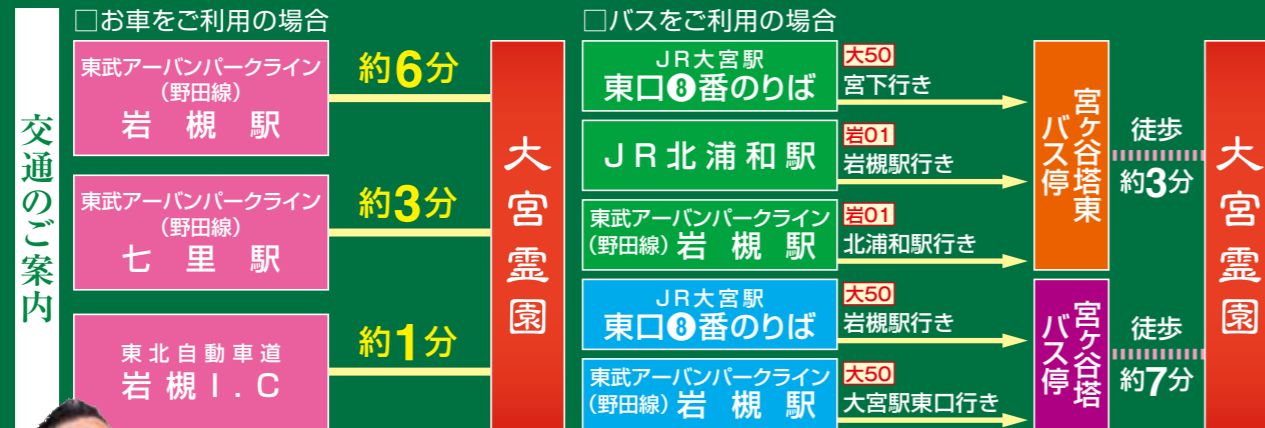 交通のご案内
□お車をご利用の場合
東武アーバンパークライン
(野田線)
岩槻駅
約6分
東武アーバンパークライン
(野田線)
七里駅
約3分
東北自動車道
岩槻I.C
約1分
大宮霊園
□バスをご利用の場合
JR大宮駅
東口❽番のりば
大50
宮下行き
JR北浦和駅
岩01
岩槻駅行き
東武アーバンパークライン
(野田線)岩槻駅
岩01
北浦和駅行き
宮ヶ谷塔東
バス停
徒歩
約3分
JR大宮駅
東口❽番のりば
大50
岩槻駅行き
東武アーバンパークライン
(野田線)岩槻駅
大50
大宮駅東口行き
宮ヶ谷塔
バス停
徒歩
約7分
大宮霊園